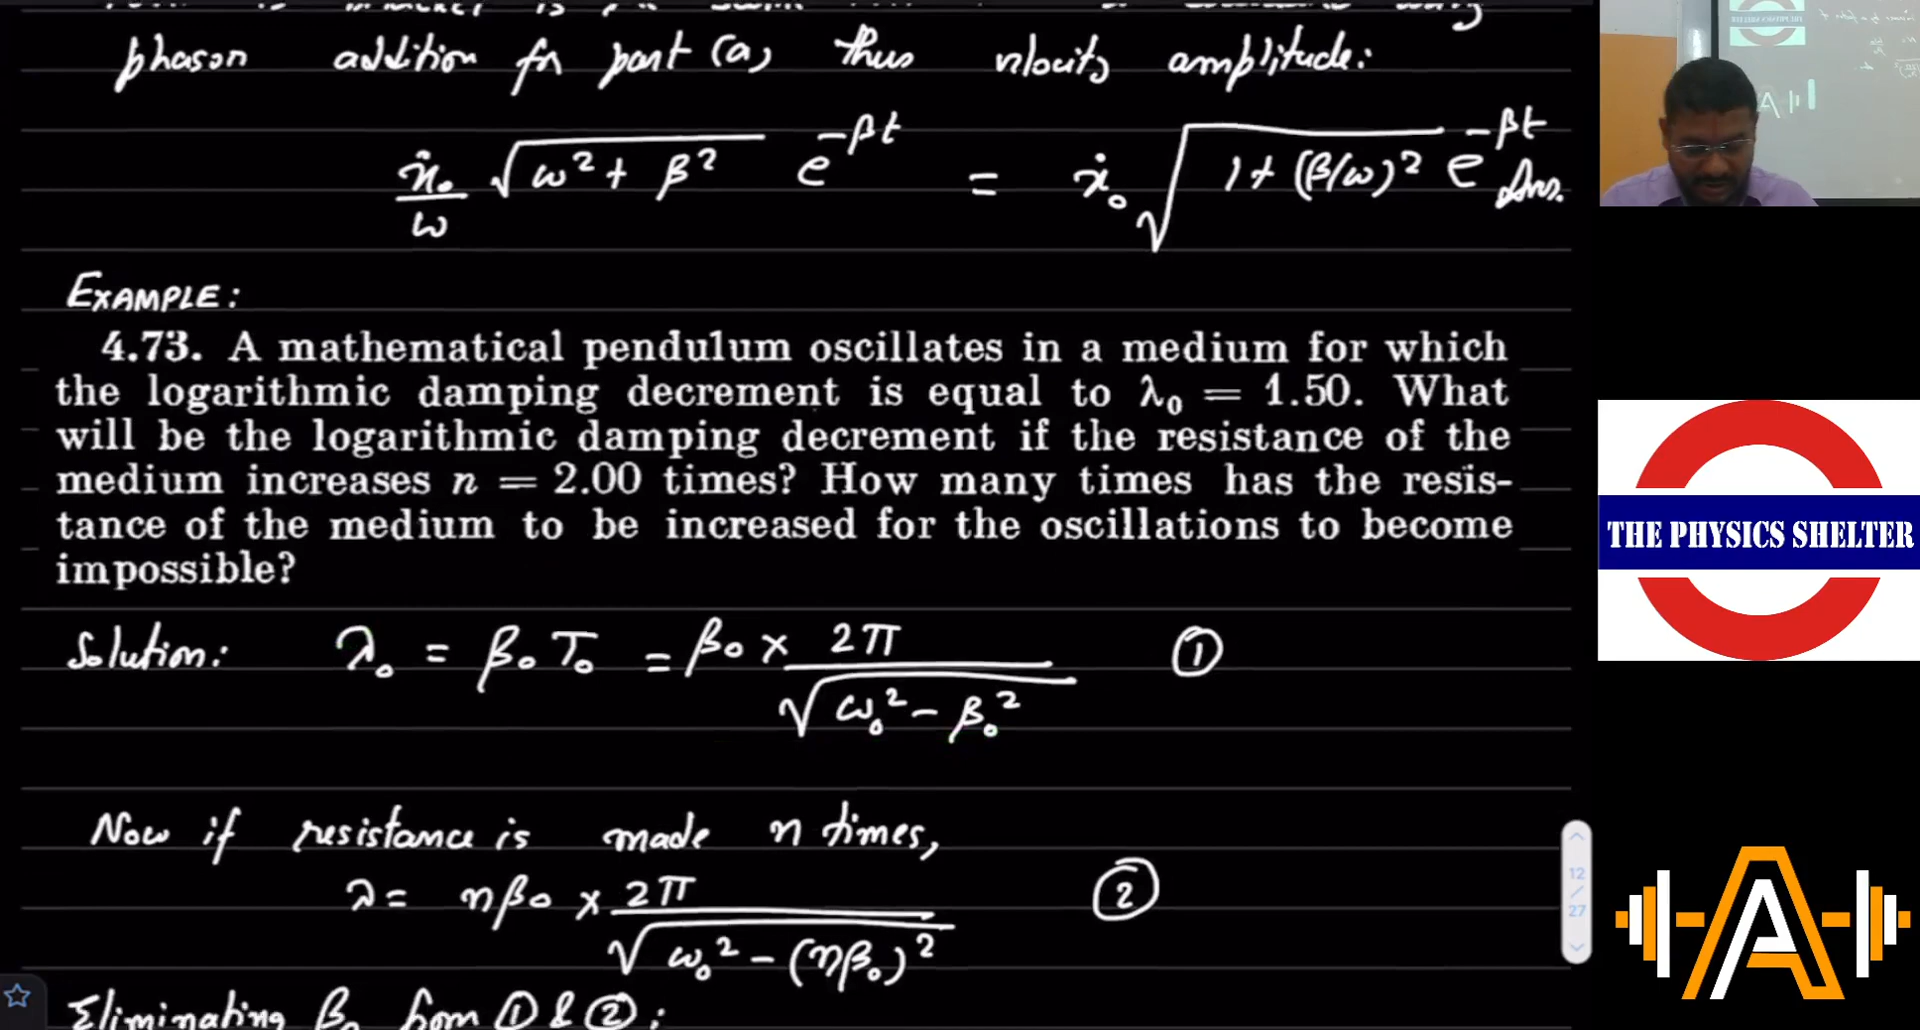 phasor addition for part (a) Thus velocity amplitude:
ẋ₀/ω √(ω² + β²) e^(-βt) = ẋ₀ √(1 + (β/ω)²) e^(-βt) Ans.
EXAMPLE:
4.73. A mathematical pendulum oscillates in a medium for which
the logarithmic damping decrement is equal to λ₀ = 1.50. What
will be the logarithmic damping decrement if the resistance of the
medium increases n = 2.00 times? How many times has the resis-
tance of the medium to be increased for the oscillations to become
impossible?
Solution: λ₀ = β₀T₀ = β₀ × 2π/√(ω₀² - β₀²) ①
Now if resistance is made n times,
λ = nβ₀ × 2π/√(ω₀² - (nβ₀)²) ②
Eliminating β₀ from ① & ② :
THE PHYSICS SHELTER
A
12
/
27